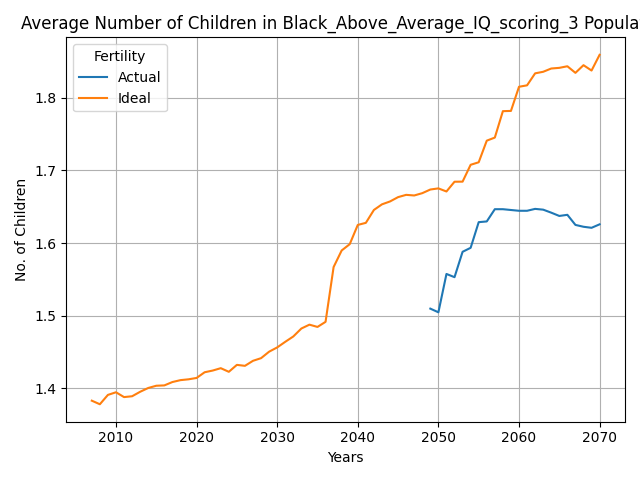 Average Number of Children in Black_Above_Average_IQ_scoring_3 Popula
Fertility
Actual
Ideal
1.8
1.7
1.6
1.5
1.4
No. of Children
2010 2020 2030 2040 2050 2060 2070
Years